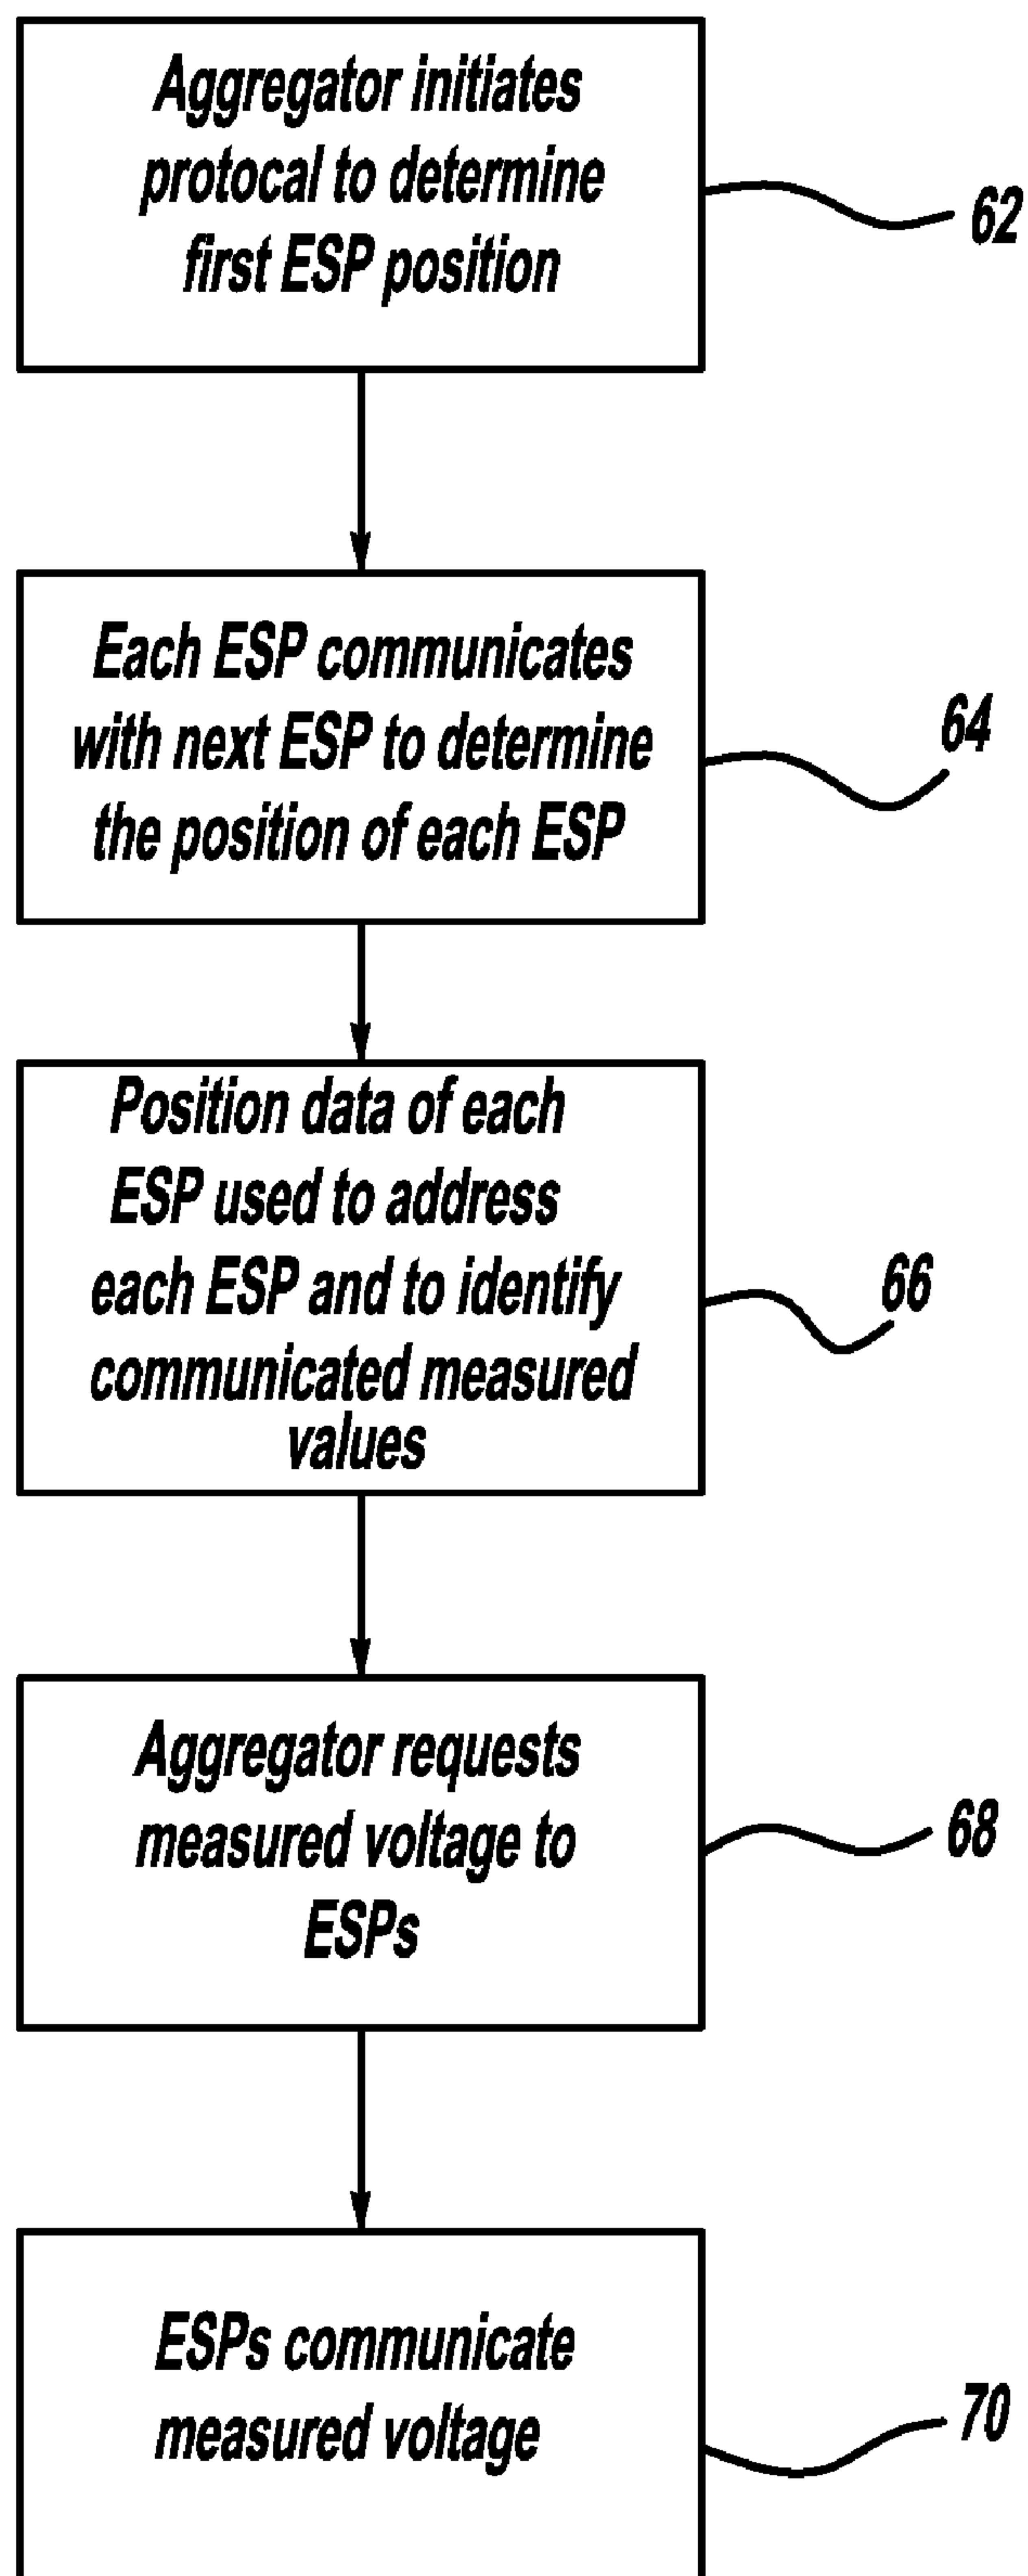 Aggregator initiates
protocal to determine
first ESP position
62
Each ESP communicates
with next ESP to determine
the position of each ESP
64
Position data of each
ESP used to address
each ESP and to identify
communicated measured
values
66
Aggregator requests
measured voltage to
ESPs
68
ESPs communicate
measured voltage
70